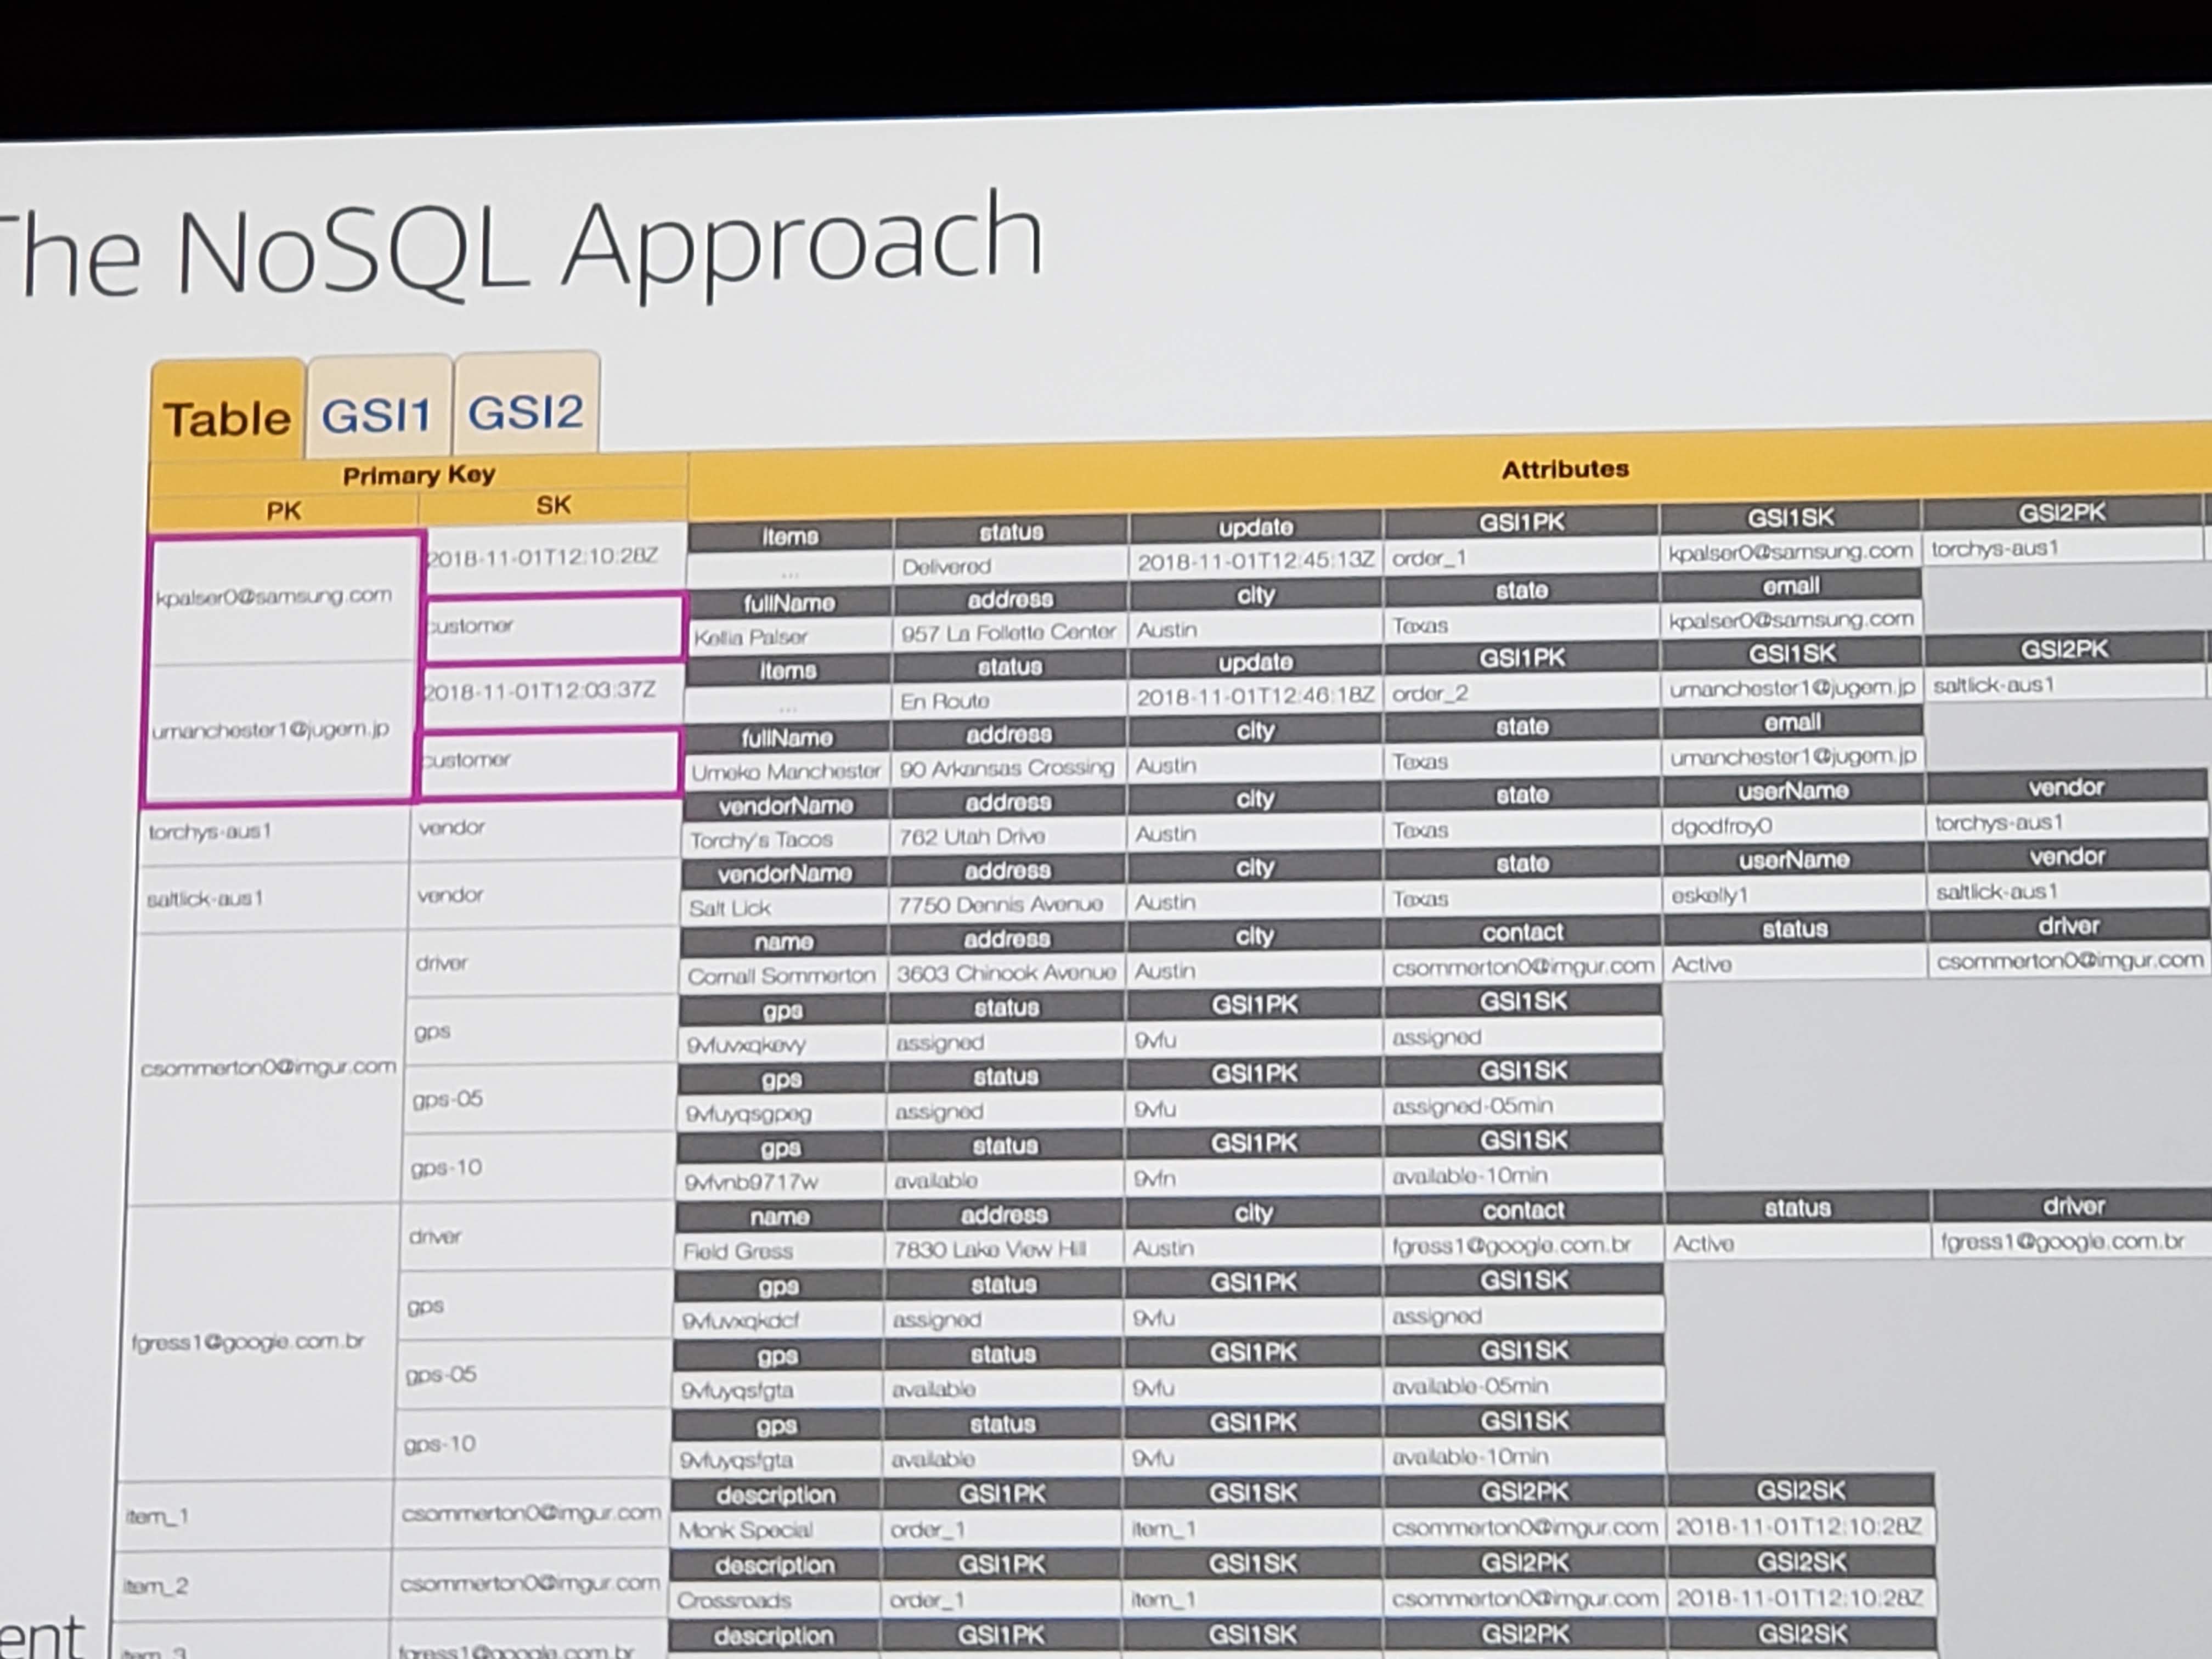 The NoSQL Approach
Table GSI1 GSI2
Primary Key Attributes
PK SK
items status update GSI1PK GSI1SK GSI2PK
kpalser0@samsung.com 2018-11-01T12:10:28Z ... Delivered 2018-11-01T12:45:13Z order_1 kpalser0@samsung.com torchys-aus1
fullName address city state email
customer Kellia Palser 957 La Follette Center Austin Texas kpalser0@samsung.com
items status update GSI1PK GSI1SK GSI2PK
umanchester1@jugem.jp 2018-11-01T12:03:37Z ... En Route 2018-11-01T12:46:18Z order_2 umanchester1@jugem.jp saltlick-aus1
fullName address city state email
customer Umeko Manchester 90 Arkansas Crossing Austin Texas umanchester1@jugem.jp
vendorName address city state userName vendor
torchys-aus1 vendor Torchy's Tacos 762 Utah Drive Austin Texas dgodfroy0 torchys-aus1
vendorName address city state userName vendor
saltlick-aus1 vendor Salt Lick 7750 Dennis Avenue Austin Texas eskelly1 saltlick-aus1
name address city contact status driver
csommerton0@imgur.com driver Cornall Sommerton 3603 Chinook Avenue Austin csommerton0@imgur.com Active csommerton0@imgur.com
gps status GSI1PK GSI1SK
gps 9vfuvxqkevy assigned 9vfu assigned
gps status GSI1PK GSI1SK
gps-05 9vfuyqsgpeg assigned 9vfu assigned-05min
gps status GSI1PK GSI1SK
gps-10 9vfvnb9717w available 9vfn available-10min
name address city contact status driver
fgress1@google.com.br driver Field Gress 7830 Lake View Hill Austin fgress1@google.com.br Active fgress1@google.com.br
gps status GSI1PK GSI1SK
gps 9vfuvxqkdcf assigned 9vfu assigned
gps status GSI1PK GSI1SK
gps-05 9vfuyqsfgta available 9vfu available-05min
gps status GSI1PK GSI1SK
gps-10 9vfuyqsfgta available 9vfu available-10min
description GSI1PK GSI1SK GSI2PK GSI2SK
item_1 csommerton0@imgur.com Monk Special order_1 item_1 csommerton0@imgur.com 2018-11-01T12:10:28Z
description GSI1PK GSI1SK GSI2PK GSI2SK
item_2 csommerton0@imgur.com Crossroads order_1 item_1 csommerton0@imgur.com 2018-11-01T12:10:28Z
description GSI1PK GSI1SK GSI2PK GSI2SK
item_3 fgress1@google.com.br
ent